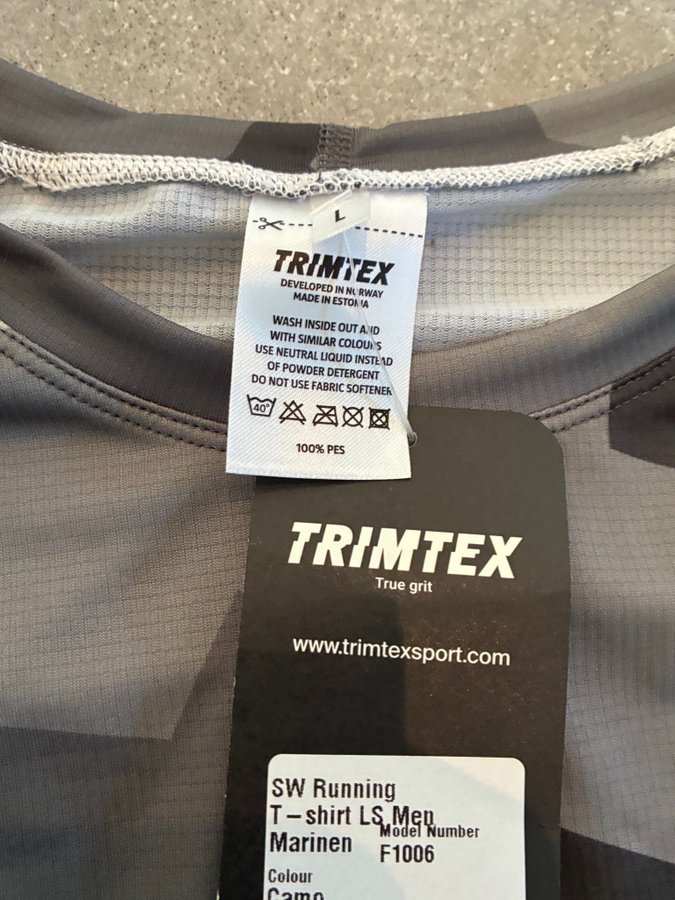 L
TRIMTEX
DEVELOPED IN NORWAY
MADE IN ESTONIA
WASH INSIDE OUT AND
WITH SIMILAR COLOURS
USE NEUTRAL LIQUID INSTEAD
OF POWDER DETERGENT
DO NOT USE FABRIC SOFTENER
40°
100% PES
TRIMTEX
True grit
www.trimtexsport.com
SW Running
T-shirt LS Men
Marinen
Model Number
F1006
Colour
Camo